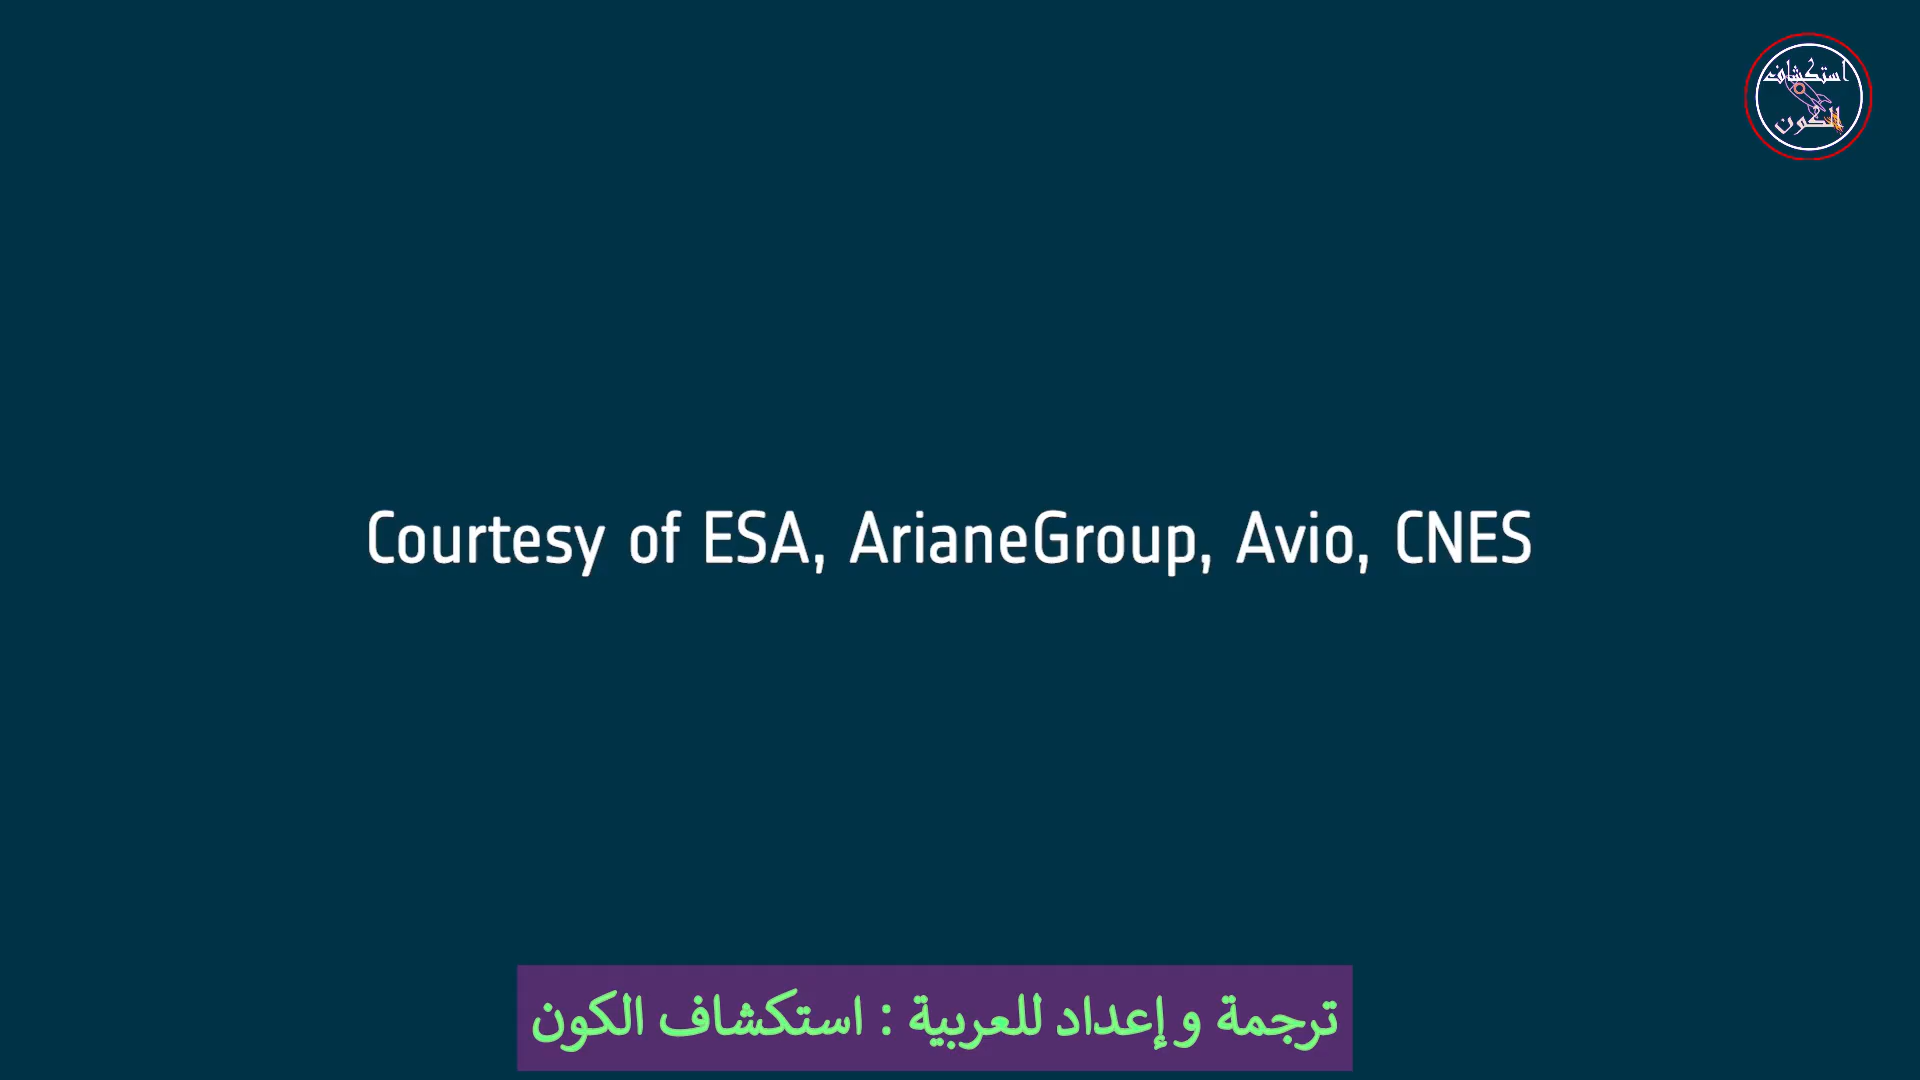 استكشاف
الكون
Courtesy of ESA, ArianeGroup, Avio, CNES
ترجمة و إعداد للعربية : استكشاف الكون